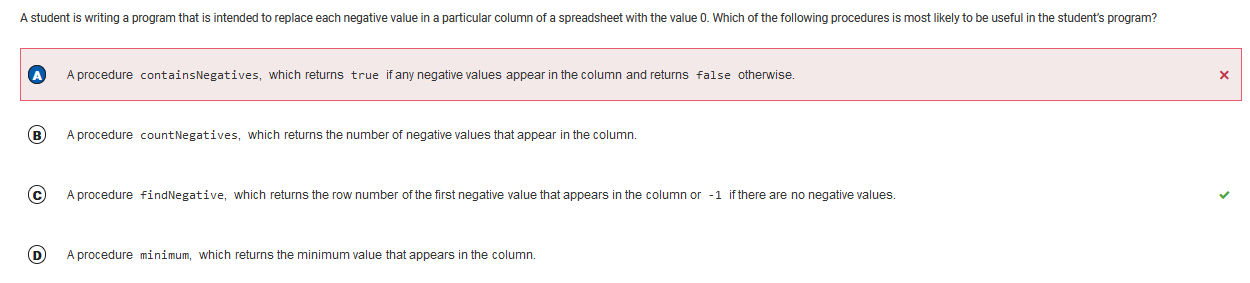 A student is writing a program that is intended to replace each negative value in a particular column of a spreadsheet with the value 0. Which of the following procedures is most likely to be useful in the student's program?
A A procedure containsNegatives, which returns true if any negative values appear in the column and returns false otherwise.
B A procedure countNegatives, which returns the number of negative values that appear in the column.
C A procedure findNegative, which returns the row number of the first negative value that appears in the column or -1 if there are no negative values.
D A procedure minimum, which returns the minimum value that appears in the column.